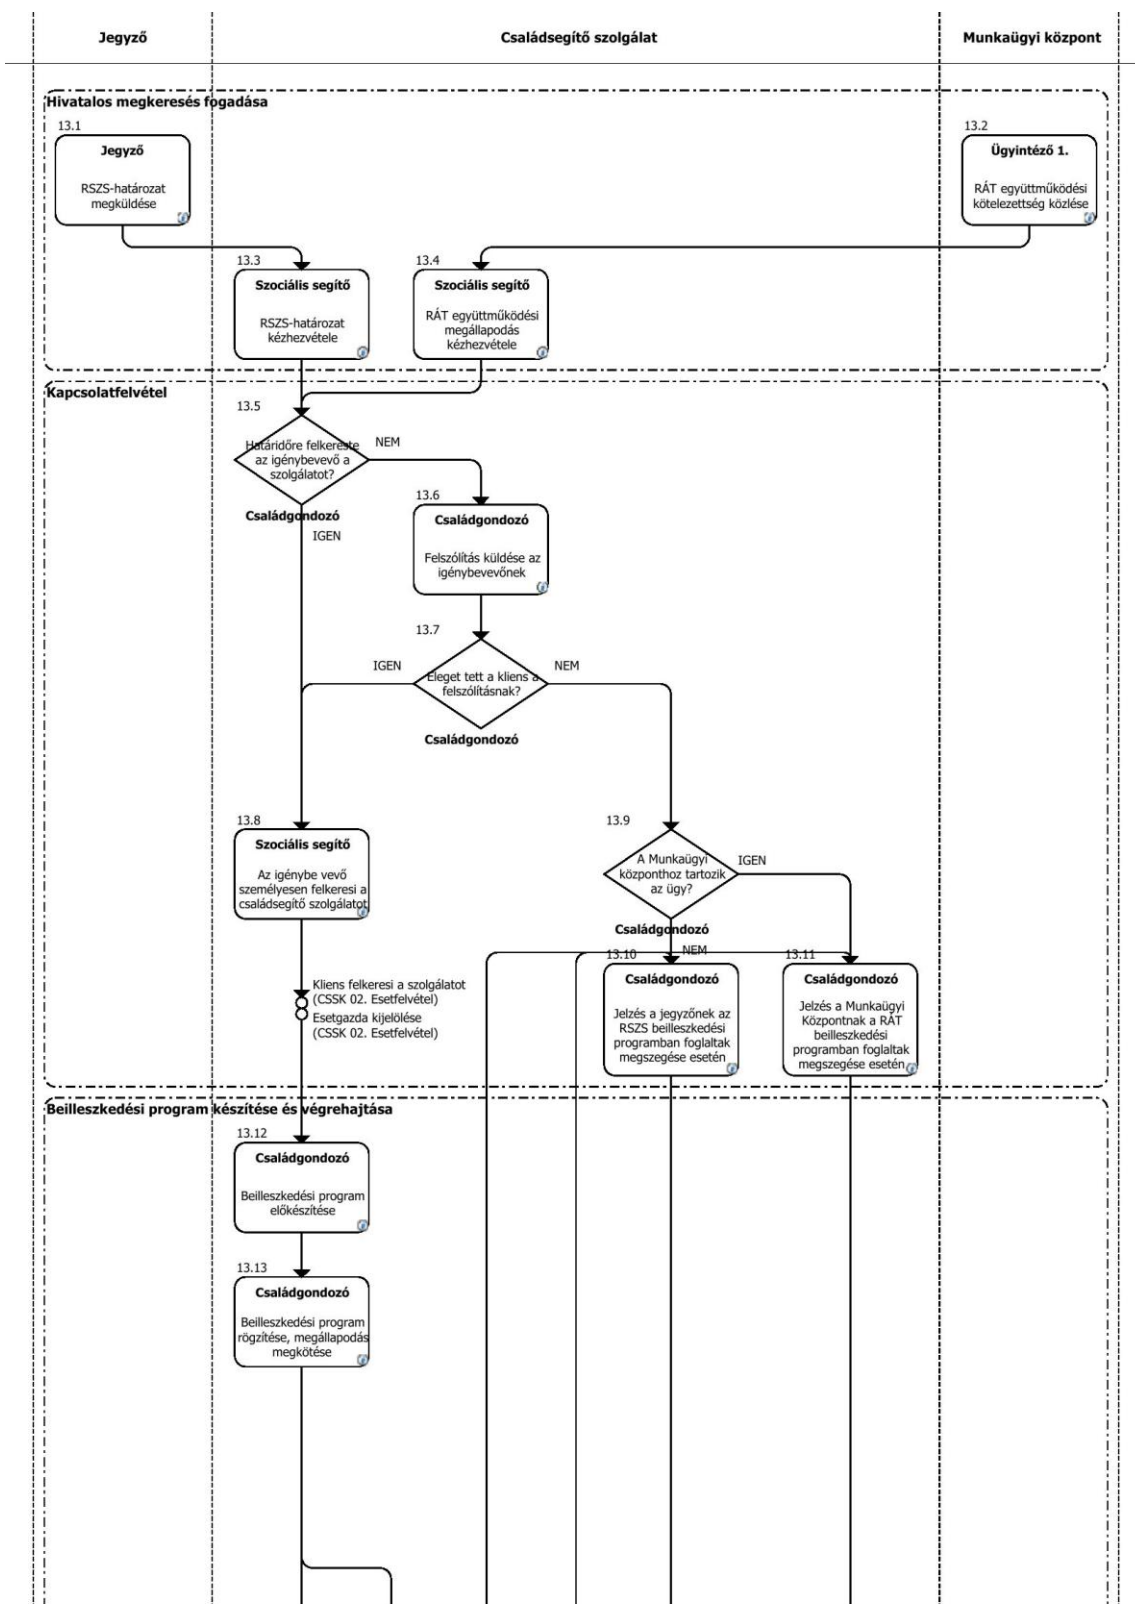 Jegyző
Családsegítő szolgálat
Munkaügyi központ
Hivatalos megkeresés fogadása
13.1
Jegyző
RSZS-határozat
megküldése
13.2
Ügyintéző 1.
RÁT együttműködési
kötelezettség közlése
13.3
Szociális segítő
RSZS-határozat
kézhezvétele
13.4
Szociális segítő
RÁT együttműködési
megállapodás
kézhezvétele
Kapcsolatfelvétel
13.5
Határidőre felkereste
az igénybevevő a
szolgálatot?
NEM
Családgondozó
IGEN
13.6
Családgondozó
Felszólítás küldése az
igénybevevőnek
13.7
IGEN
Eleget tett a kliens a
felszólításnak?
NEM
Családgondozó
13.8
Szociális segítő
Az igénybe vevő
személyesen felkeresi a
családsegítő szolgálatot
13.9
A Munkaügyi
központhoz tartozik
az ügy?
IGEN
Családgondozó
NEM
Kliens felkeresi a szolgálatot
(CSSK 02. Esetfelvétel)
Esetgazda kijelölése
(CSSK 02. Esetfelvétel)
13.10
Családgondozó
Jelzés a jegyzőnek az
RSZS beilleszkedési
programban foglaltak
megszegése esetén
13.11
Családgondozó
Jelzés a Munkaügyi
Központnak a RÁT
beilleszkedési
programban foglaltak
megszegése esetén
Beilleszkedési program készítése és végrehajtása
13.12
Családgondozó
Beilleszkedési program
előkészítése
13.13
Családgondozó
Beilleszkedési program
rögzítése, megállapodás
megkötése